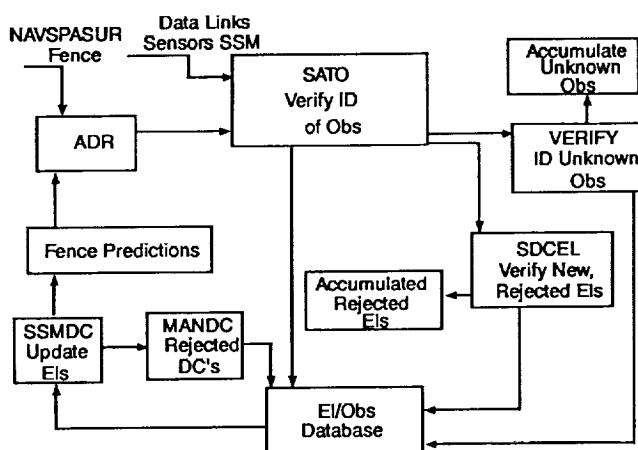 NAVSPASUR
Fence
Data Links
Sensors SSM
SATO
Verify ID
of Obs
Accumulate
Unknown
Obs
ADR
VERIFY
ID Unknown
Obs
Fence Predictions
SDCEL
Verify New,
Rejected Els
Accumulated
Rejected
Els
SSMDC
Update
Els
MANDC
Rejected
DC's
El/Obs
Database